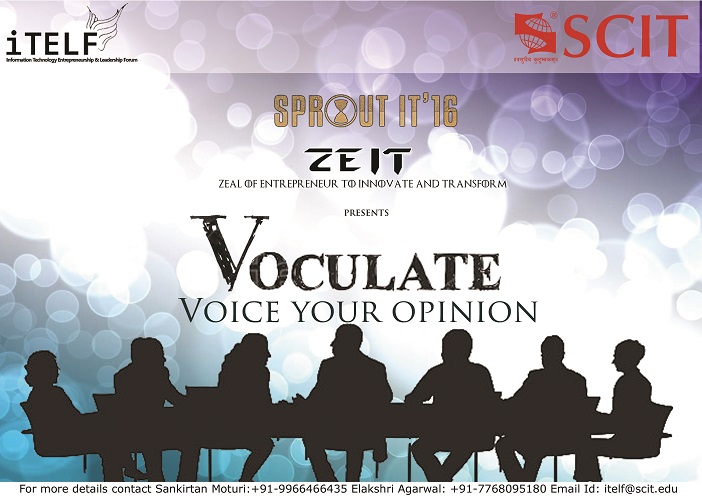 iTELF
Information Technology Entrepreneurship & Leadership Forum
®SCIT
॥वसुधैव कुटुम्बकम्॥
SPROUT IT'16
ZEIT
ZEAL OF ENTREPRENEUR TO INNOVATE AND TRANSFORM
PRESENTS
VOCULATE
VOICE YOUR OPINION
For more details contact Sankirtan Moturi:+91-9966466435 Elakshri Agarwal: +91-7768095180 Email Id: itelf@scit.edu